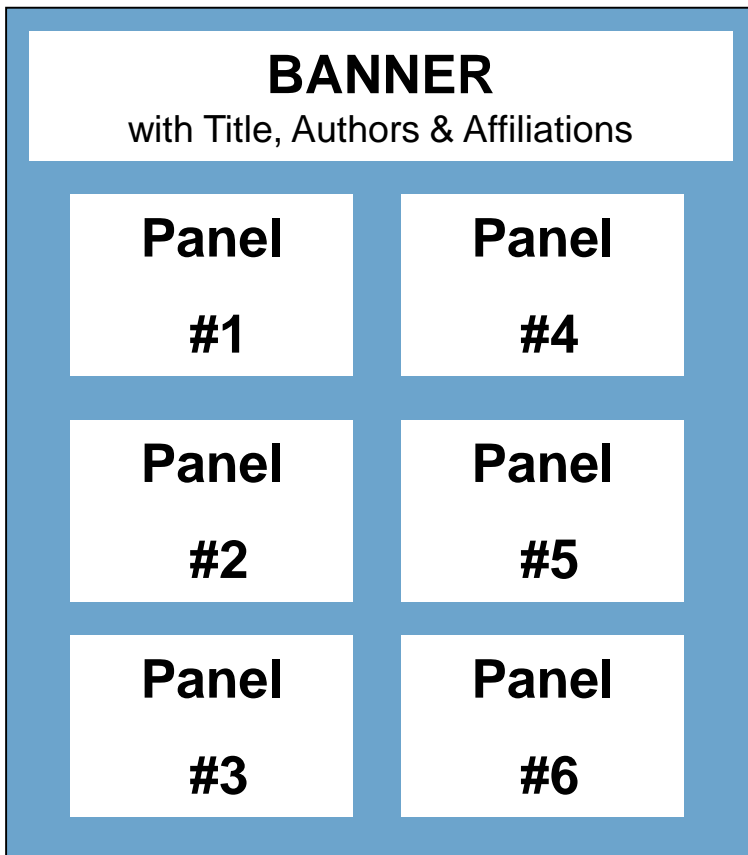 BANNER
with Title, Authors & Affiliations
Panel
#1
Panel
#2
Panel
#3
Panel
#4
Panel
#5
Panel
#6